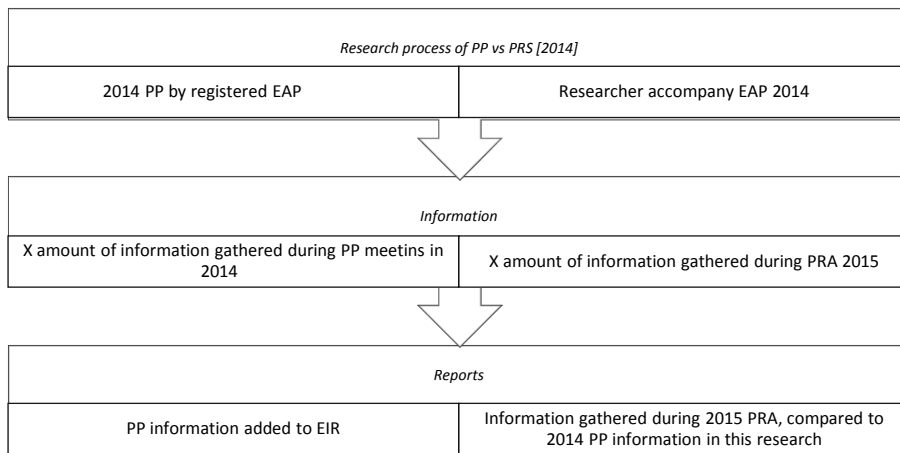 Research process of PP vs PRS [2014]
2014 PP by registered EAP
Researcher accompany EAP 2014
Information
X amount of information gathered during PP meetins in
2014
X amount of information gathered during PRA 2015
Reports
PP information added to EIR
Information gathered during 2015 PRA, compared to
2014 PP information in this research